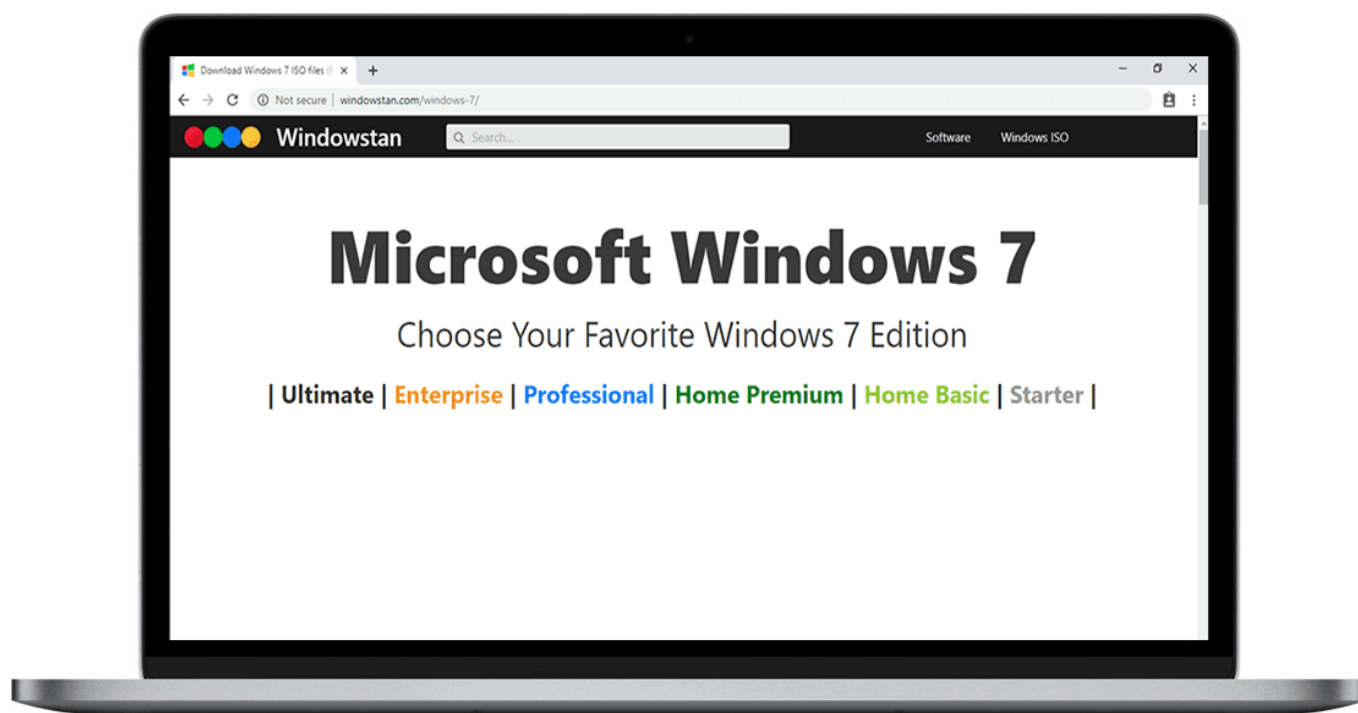 Download Windows 7 ISO files (
Not secure | windowstan.com/windows-7/
Windowstan
Search...
Software
Windows ISO
Microsoft Windows 7
Choose Your Favorite Windows 7 Edition
| Ultimate | Enterprise | Professional | Home Premium | Home Basic | Starter |